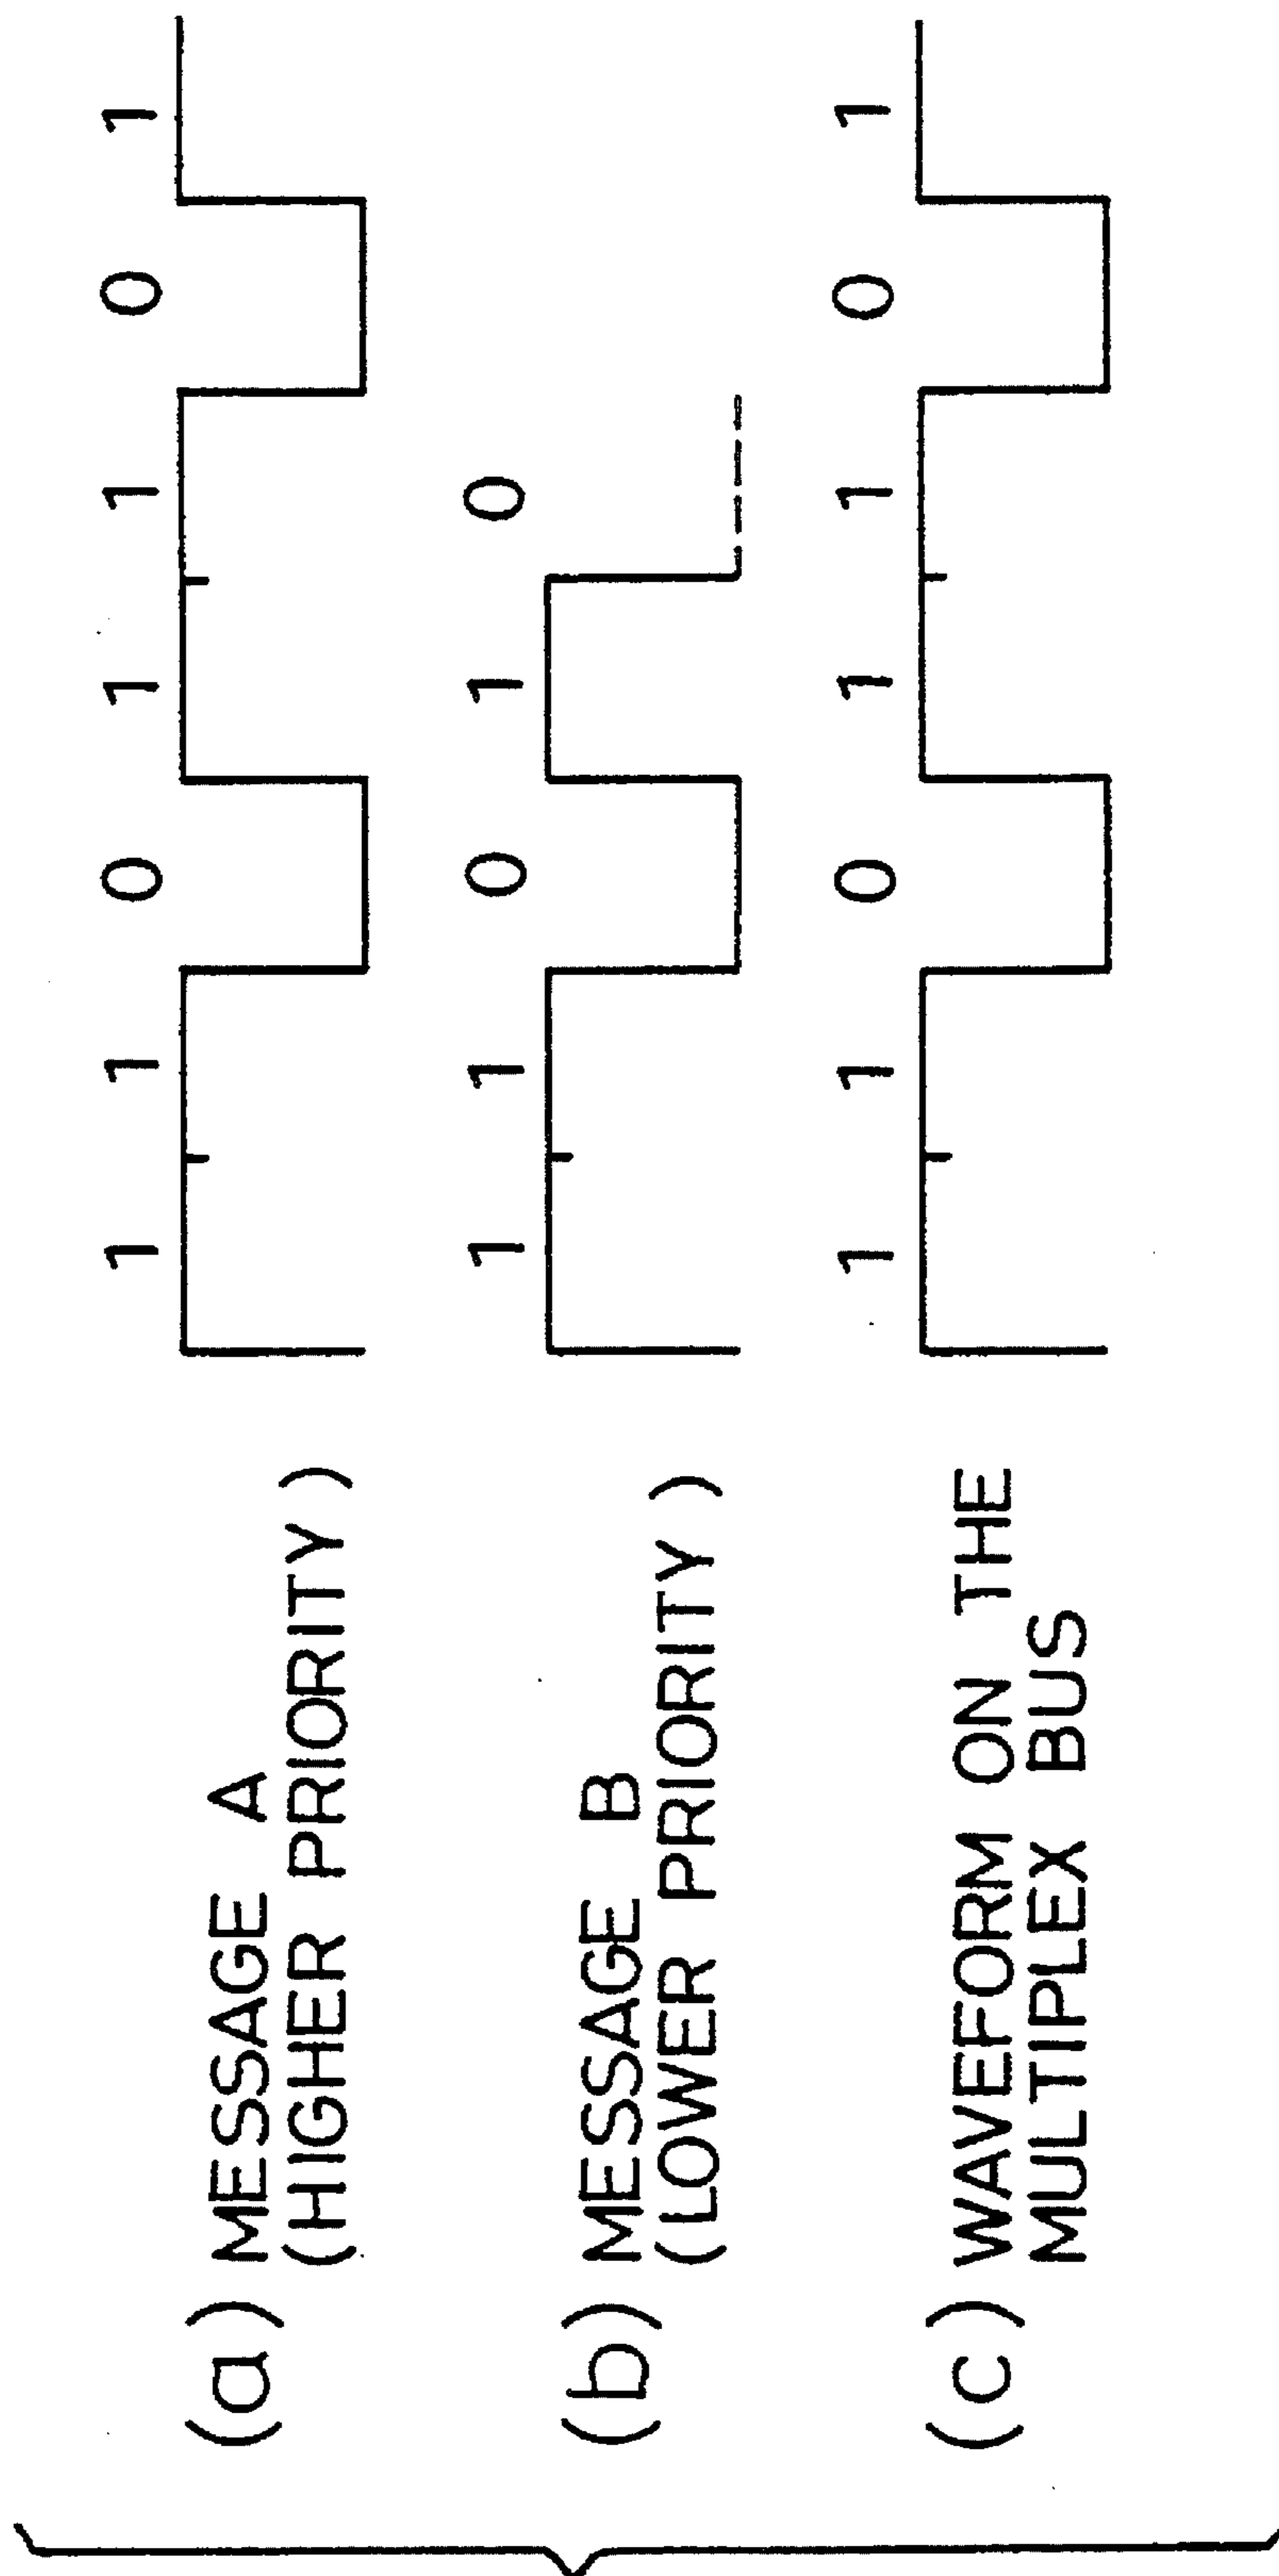 1 1 0 1 1 0 1
(a) MESSAGE A
(HIGHER PRIORITY)
1 1 0 1 0
(b) MESSAGE B
(LOWER PRIORITY)
1 1 0 1 1 0 1
(c) WAVEFORM ON THE
MULTIPLEX BUS